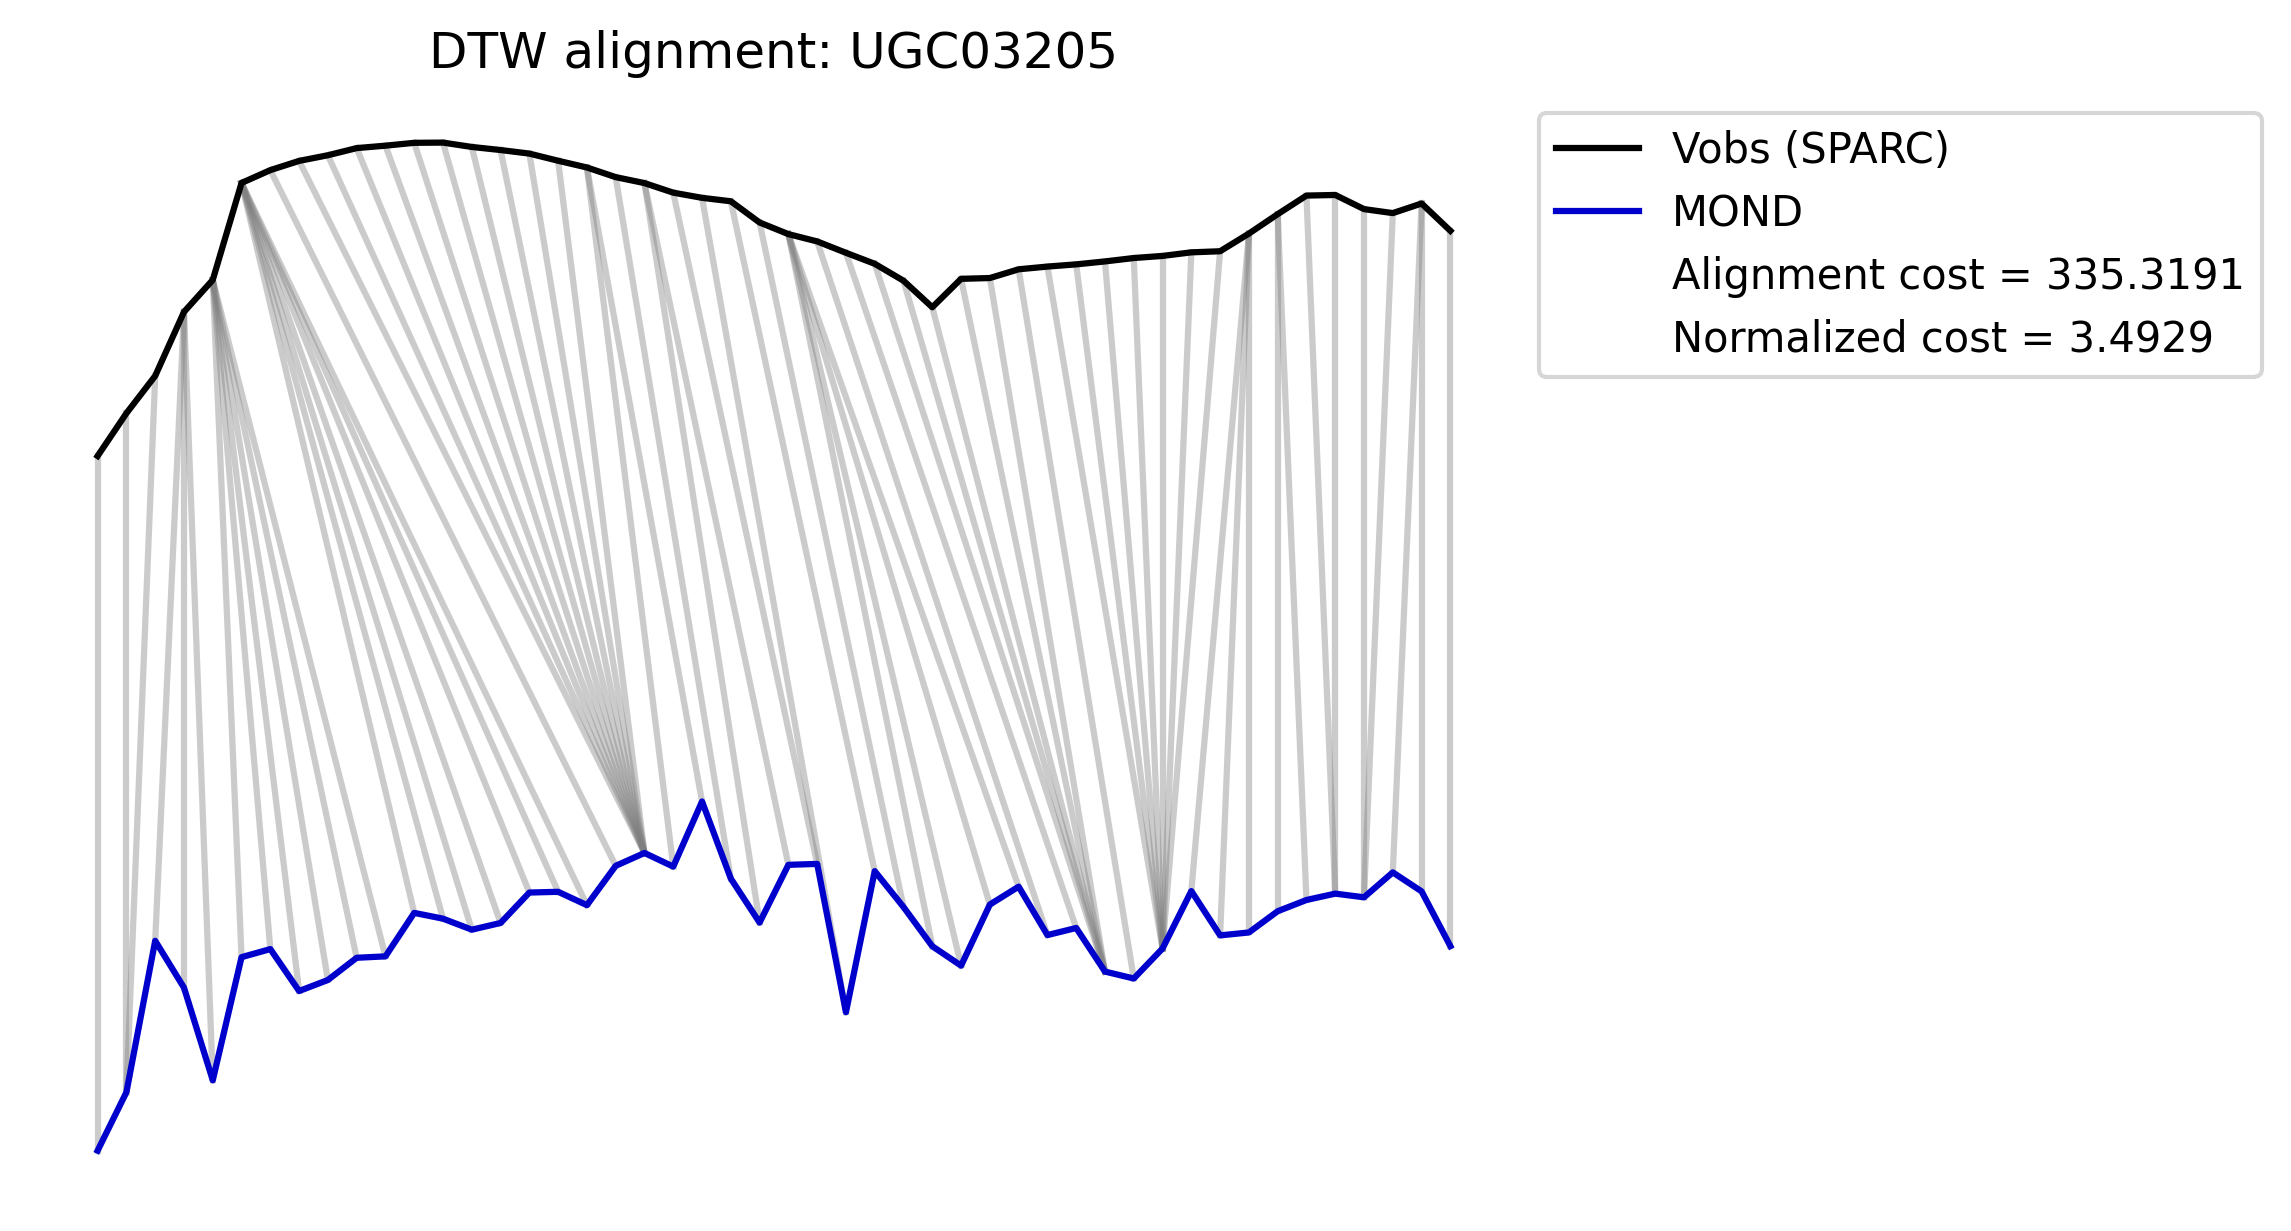 DTW alignment: UGC03205
Vobs (SPARC)
MOND
Alignment cost = 335.3191
Normalized cost = 3.4929